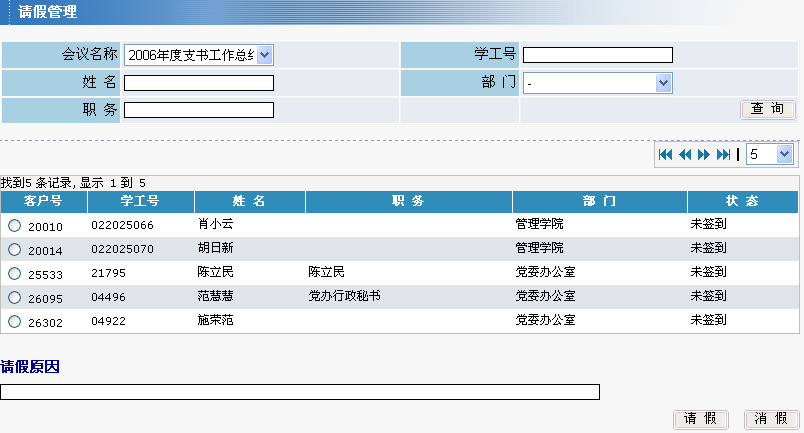 请假管理
会议名称 2006年度支书工作总结 学工号
姓 名 部 门 -
职 务
查 询
5
找到5 条记录, 显示 1 到 5
客户号 学工号 姓 名 职 务 部 门 状 态
20010 022025066 肖小云 管理学院 未签到
20014 022025070 胡日新 管理学院 未签到
25533 21795 陈立民 陈立民 党委办公室 未签到
26095 04496 范慧慧 党办行政秘书 党委办公室 未签到
26302 04922 施荣范 党委办公室 未签到
请假原因
请 假 消 假